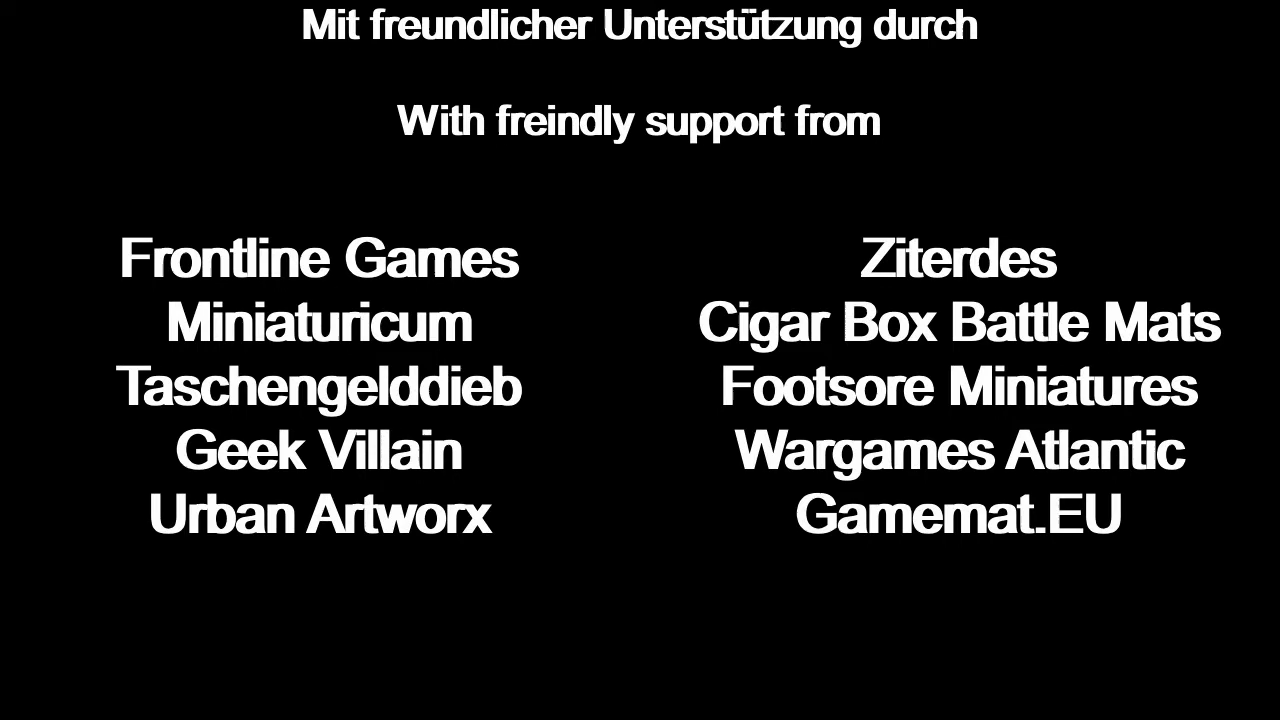 Mit freundlicher Unterstützung durch
With freindly support from
Frontline Games
Miniaturicum
Taschengelddieb
Geek Villain
Urban Artworx
Ziterdes
Cigar Box Battle Mats
Footsore Miniatures
Wargames Atlantic
Gamemat.EU